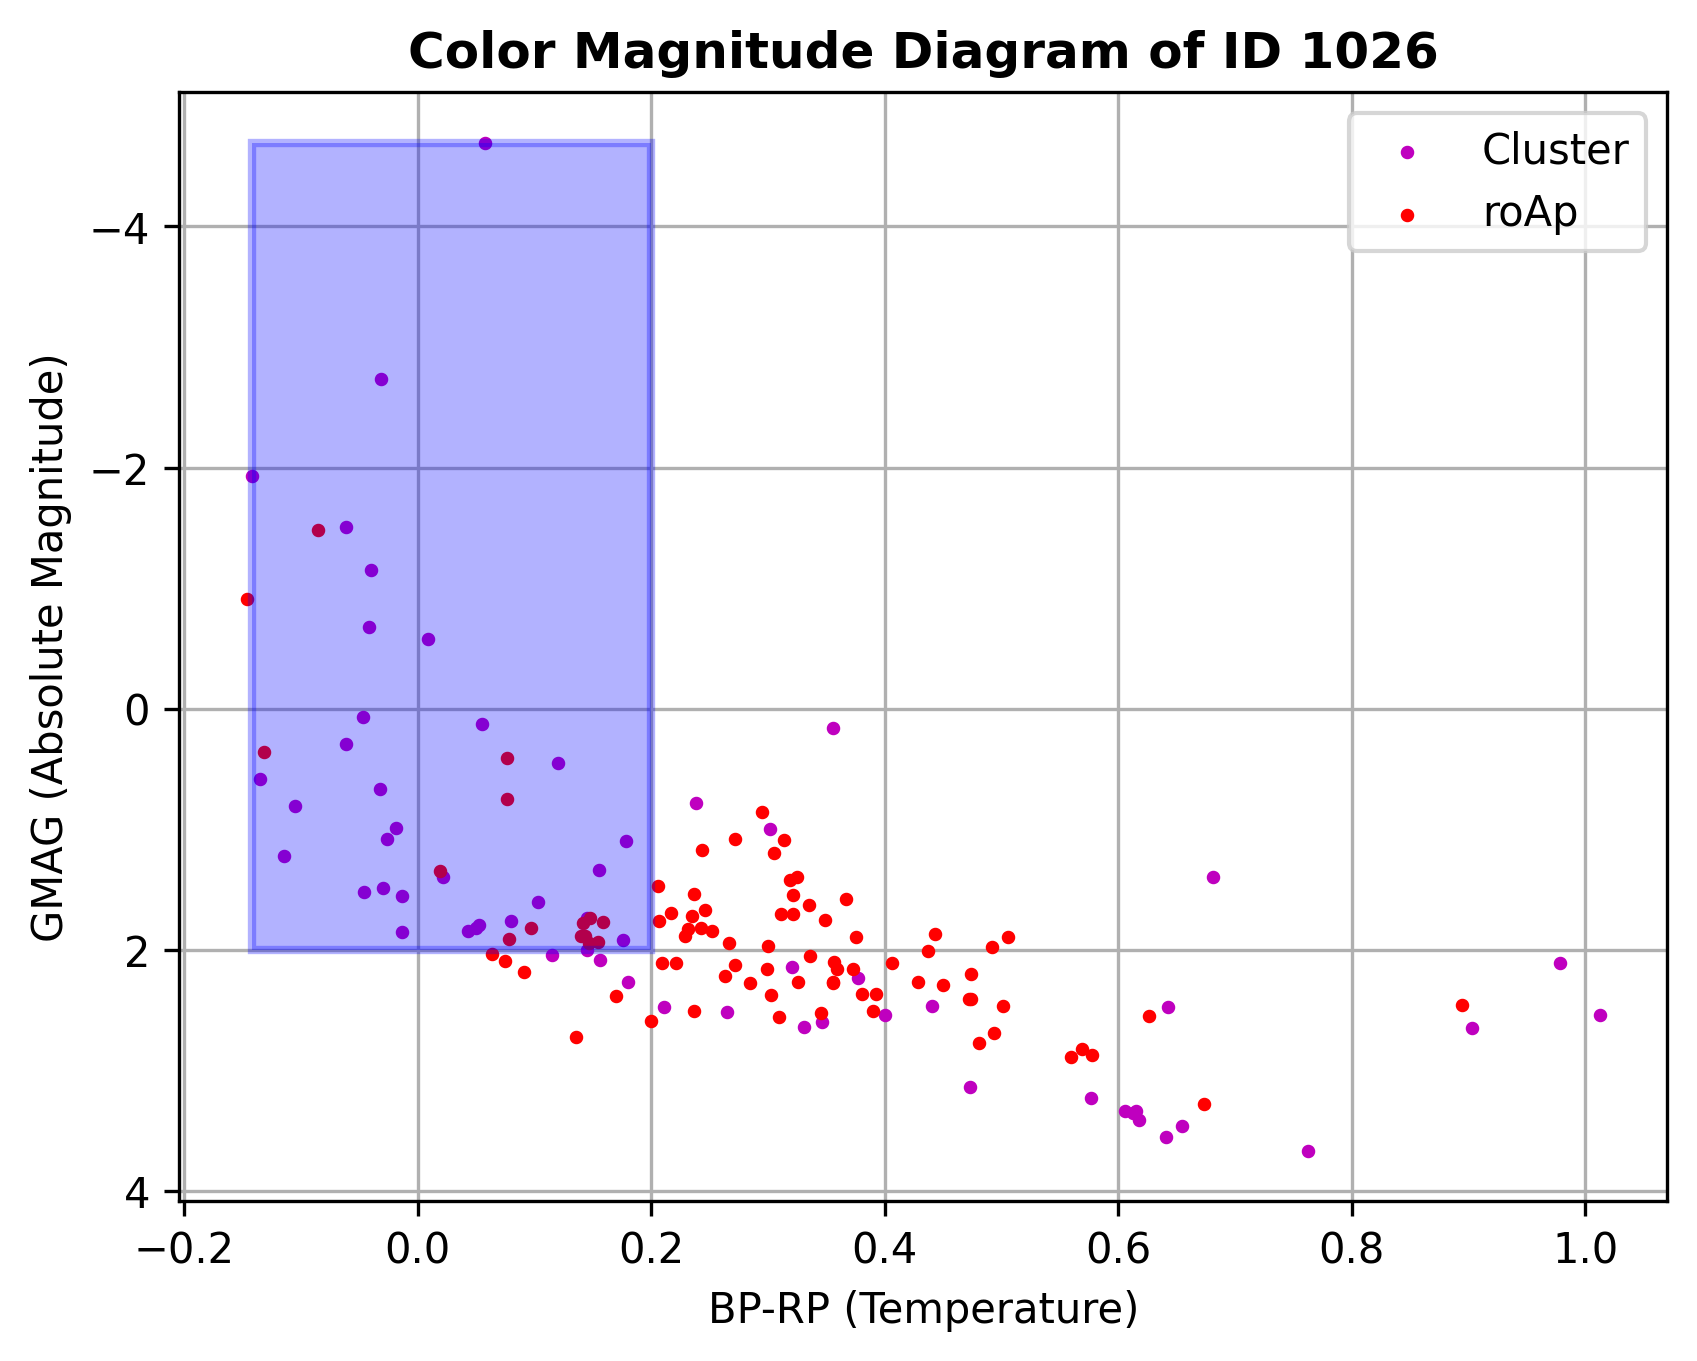 Color Magnitude Diagram of ID 1026
Cluster
roAp
GMAG (Absolute Magnitude)
−4
−2
0
2
4
−0.2 0.0 0.2 0.4 0.6 0.8 1.0
BP-RP (Temperature)